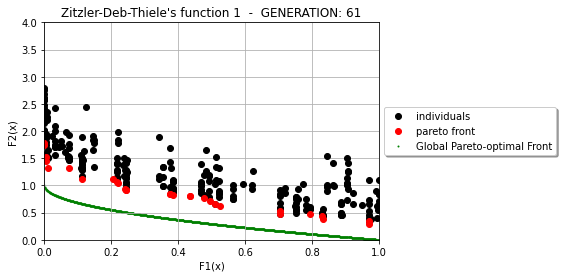 Zitzler-Deb-Thiele's function 1 - GENERATION: 61
4.0
3.5
3.0
2.5
2.0
1.5
1.0
0.5
0.0
F2(x)
0.0 0.2 0.4 0.6 0.8 1.0
F1(x)
individuals
pareto front
Global Pareto-optimal Front